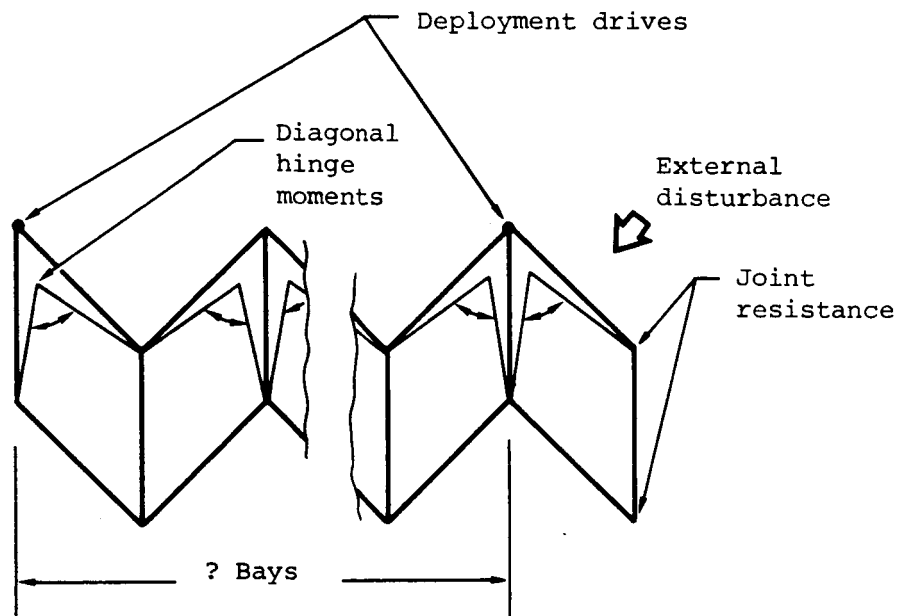 Deployment drives
Diagonal
hinge
moments
External
disturbance
Joint
resistance
? Bays